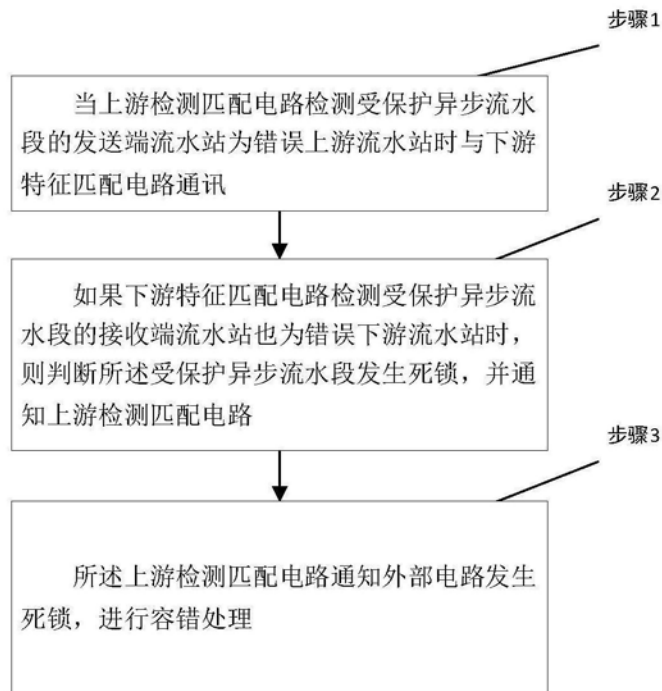 步骤1
当上游检测匹配电路检测受保护异步流水
段的发送端流水站为错误上游流水站时与下游
特征匹配电路通讯
步骤2
如果下游特征匹配电路检测受保护异步流
水段的接收端流水站也为错误下游流水站时，
则判断所述受保护异步流水段发生死锁，并通
知上游检测匹配电路
步骤3
所述上游检测匹配电路通知外部电路发生
死锁，进行容错处理